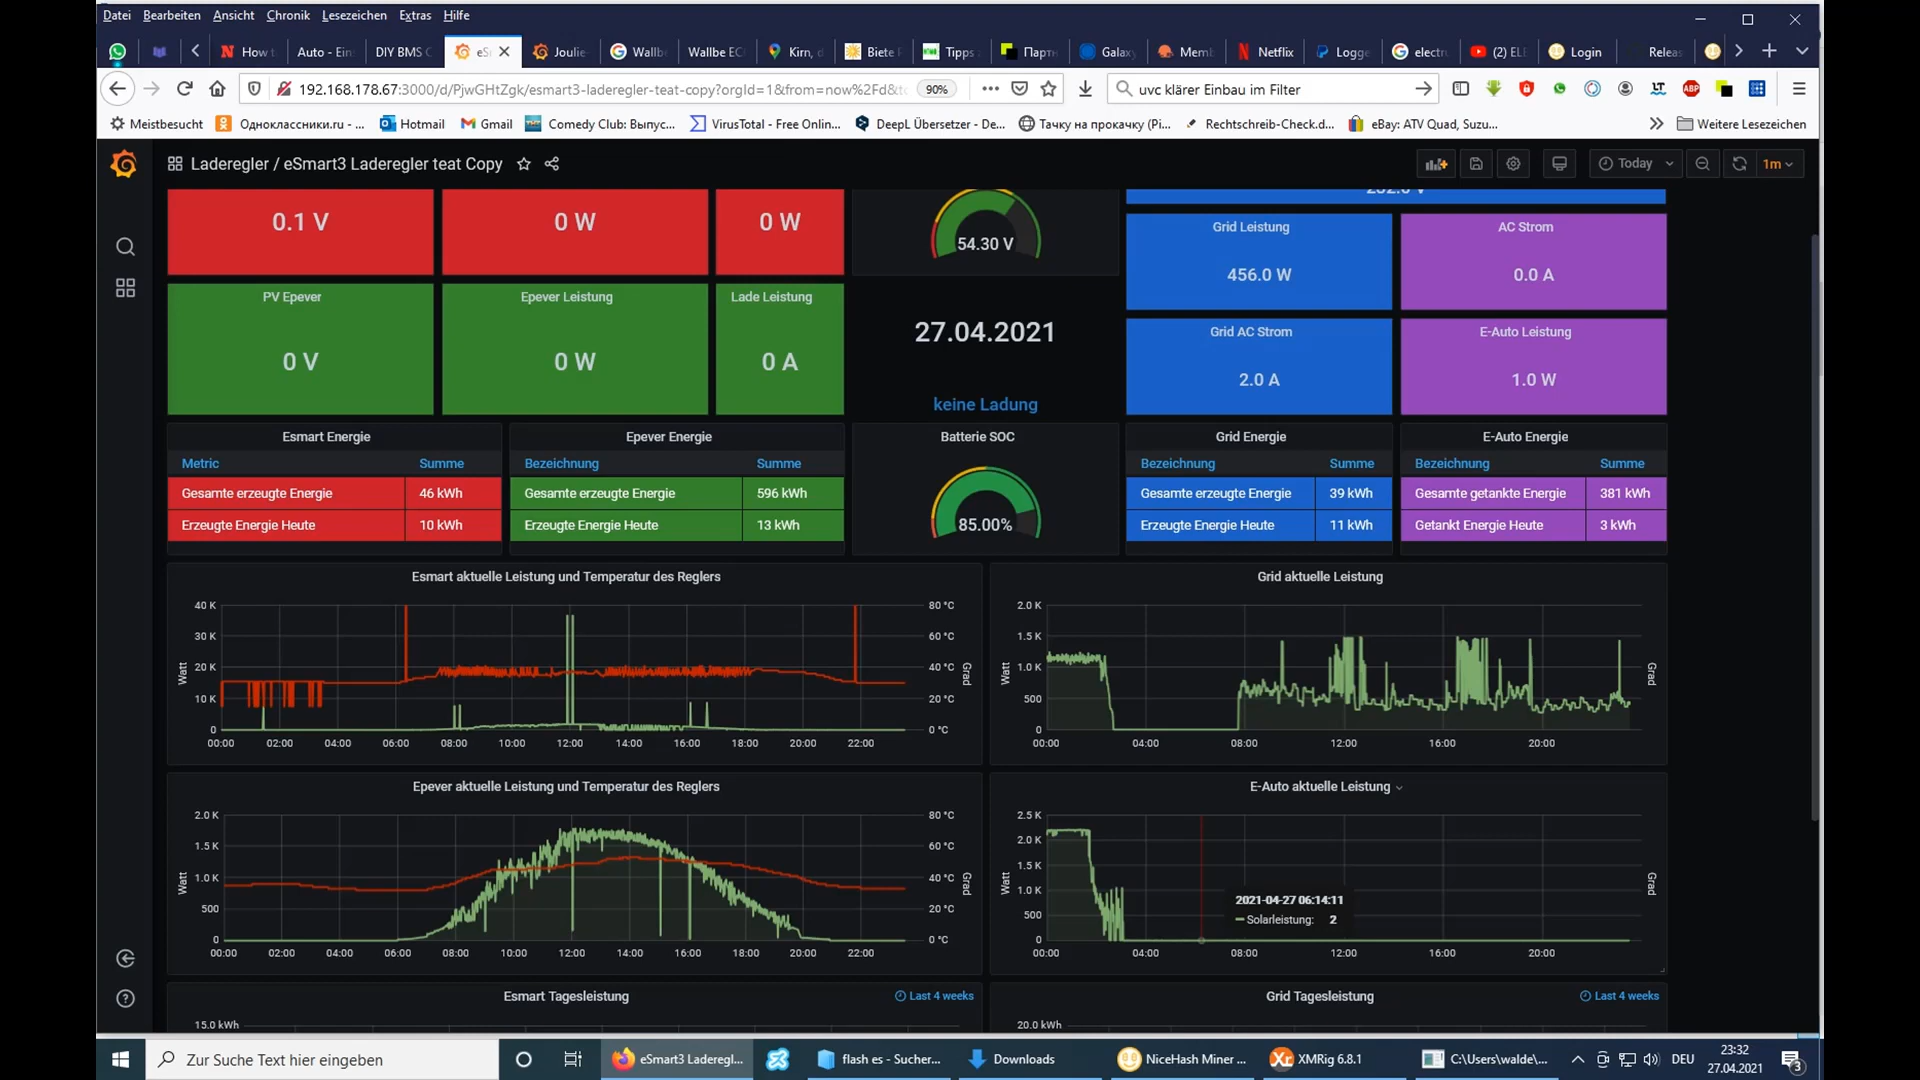 Datei Bearbeiten Ansicht Chronik Lesezeichen Extras Hilfe
How t Auto - Ein DIY BMS C eS Joulie Wallb Wallbe EC Kirn, d Biete Tipps Парт Galax Memb Netflix Logge electr (2) ELE Login Relea
192.168.178.67:3000/d/PjwGHtZgk/esmart3-laderegler-teat-copy?orgId=1&from=now%2Fd&to 90% uvc klärer Einbau im Filter
Meistbesucht Одноклассники.ru - ... Hotmail Gmail Comedy Club: Выпус... VirusTotal - Free Onlin... DeepL Übersetzer - De... Тачку на прокачку (Pi... Rechtschreib-Check.d... eBay: ATV Quad, Suzu... Weitere Lesezeichen
Laderegler / eSmart3 Laderegler teat Copy Today 1m
0.1 V 0 W 0 W 54.30 V
Grid Leistung AC Strom
456.0 W 0.0 A
PV Epever Epever Leistung Lade Leistung
0 V 0 W 0 A
27.04.2021
keine Ladung
Grid AC Strom E-Auto Leistung
2.0 A 1.0 W
Esmart Energie Epever Energie Batterie SOC Grid Energie E-Auto Energie
Metric Summe Bezeichnung Summe Bezeichnung Summe Bezeichnung Summe
Gesamte erzeugte Energie 46 kWh Gesamte erzeugte Energie 596 kWh Gesamte erzeugte Energie 39 kWh Gesamte getankte Energie 381 kWh
Erzeugte Energie Heute 10 kWh Erzeugte Energie Heute 13 kWh 85.00% Erzeugte Energie Heute 11 kWh Getankt Energie Heute 3 kWh
Esmart aktuelle Leistung und Temperatur des Reglers
40 K 80 °C
30 K 60 °C
20 K 40 °C
10 K 20 °C
0 0 °C
Watt Grad
00:00 02:00 04:00 06:00 08:00 10:00 12:00 14:00 16:00 18:00 20:00 22:00
Grid aktuelle Leistung
2.0 K
1.5 K
1.0 K
500
0
Watt Grad
00:00 04:00 08:00 12:00 16:00 20:00
Epever aktuelle Leistung und Temperatur des Reglers
2.0 K 80 °C
1.5 K 60 °C
1.0 K 40 °C
500 20 °C
0 0 °C
Watt Grad
00:00 02:00 04:00 06:00 08:00 10:00 12:00 14:00 16:00 18:00 20:00 22:00
E-Auto aktuelle Leistung
2.5 K
2.0 K
1.5 K
1.0 K
500
0
Watt Grad
2021-04-27 06:14:11
Solarleistung: 2
00:00 04:00 08:00 12:00 16:00 20:00
Esmart Tagesleistung Last 4 weeks
15.0 kWh
Grid Tagesleistung Last 4 weeks
20.0 kWh
Zur Suche Text hier eingeben eSmart3 Laderegl... flash es - Sucher... Downloads NiceHash Miner ... XMRig 6.8.1 C:\Users\walde\... DEU 23:32
27.04.2021
3